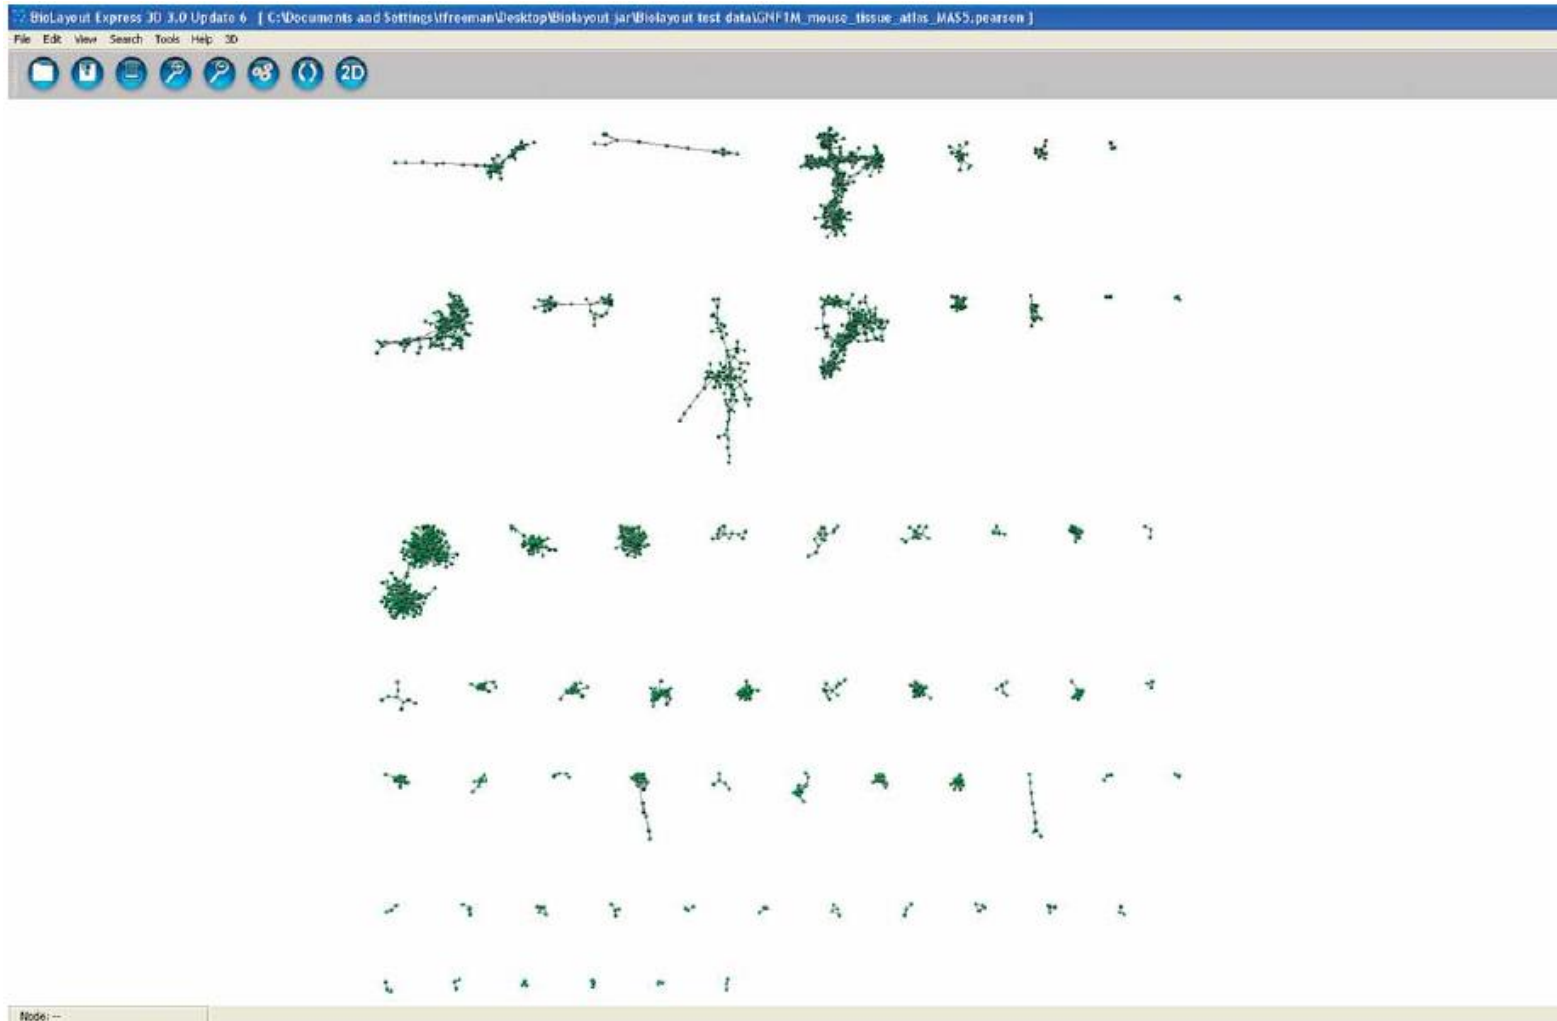 BioLayout Express 3D 3.0 Update 6 [ C:\Documents and Settings\tfreeman\Desktop\Biolayout jar\Biolayout test data\GNF1M_mouse_tissue_atlas_MAS5.pearson ]
File Edit View Search Tools Help 3D
2D
Node: --